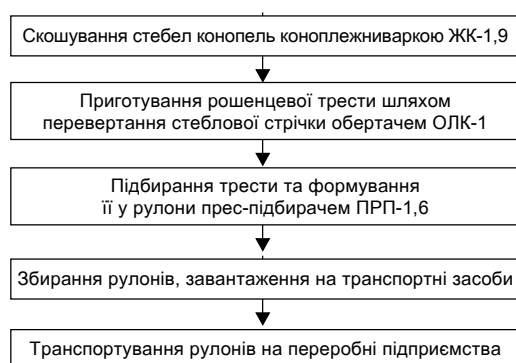 Скошування стебел конопель коноплежниваркою ЖК-1,9
Приготування рошенцевої трести шляхом
перевертання стеблової стрічки обертачем ОЛК-1
Підбирання трести та формування
її у рулони прес-підбирачем ПРП-1,6
Збирання рулонів, завантаження на транспортні засоби
Транспортування рулонів на переробні підприємства